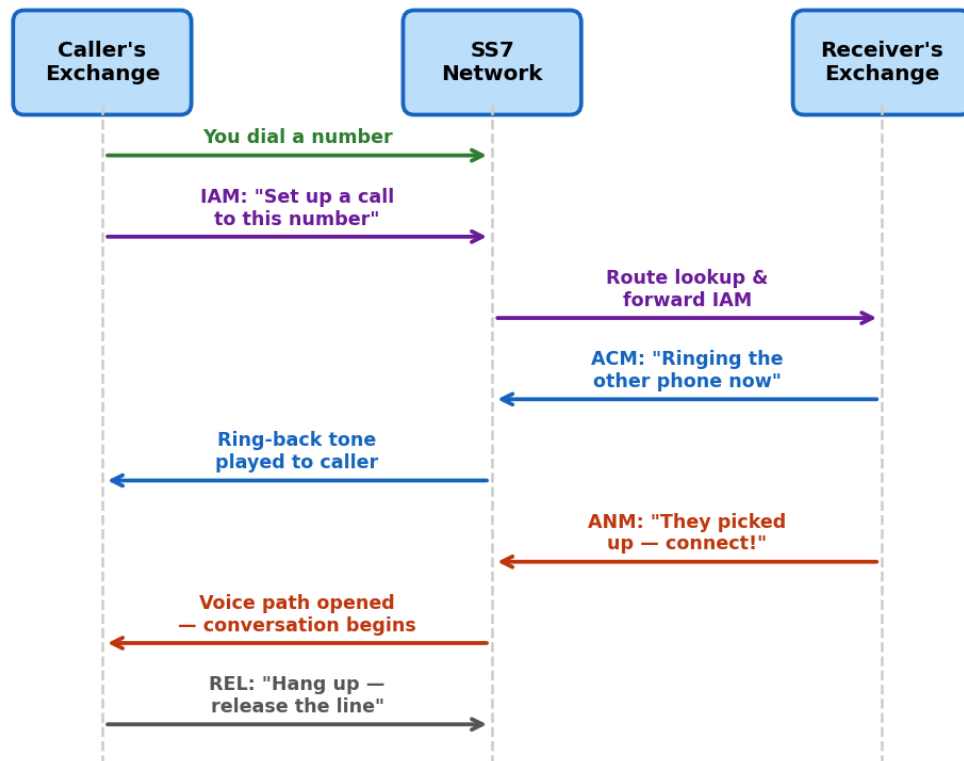 Caller's
Exchange
SS7
Network
Receiver's
Exchange
You dial a number
IAM: "Set up a call
to this number"
Route lookup &
forward IAM
ACM: "Ringing the
other phone now"
Ring-back tone
played to caller
ANM: "They picked
up — connect!"
Voice path opened
— conversation begins
REL: "Hang up —
release the line"